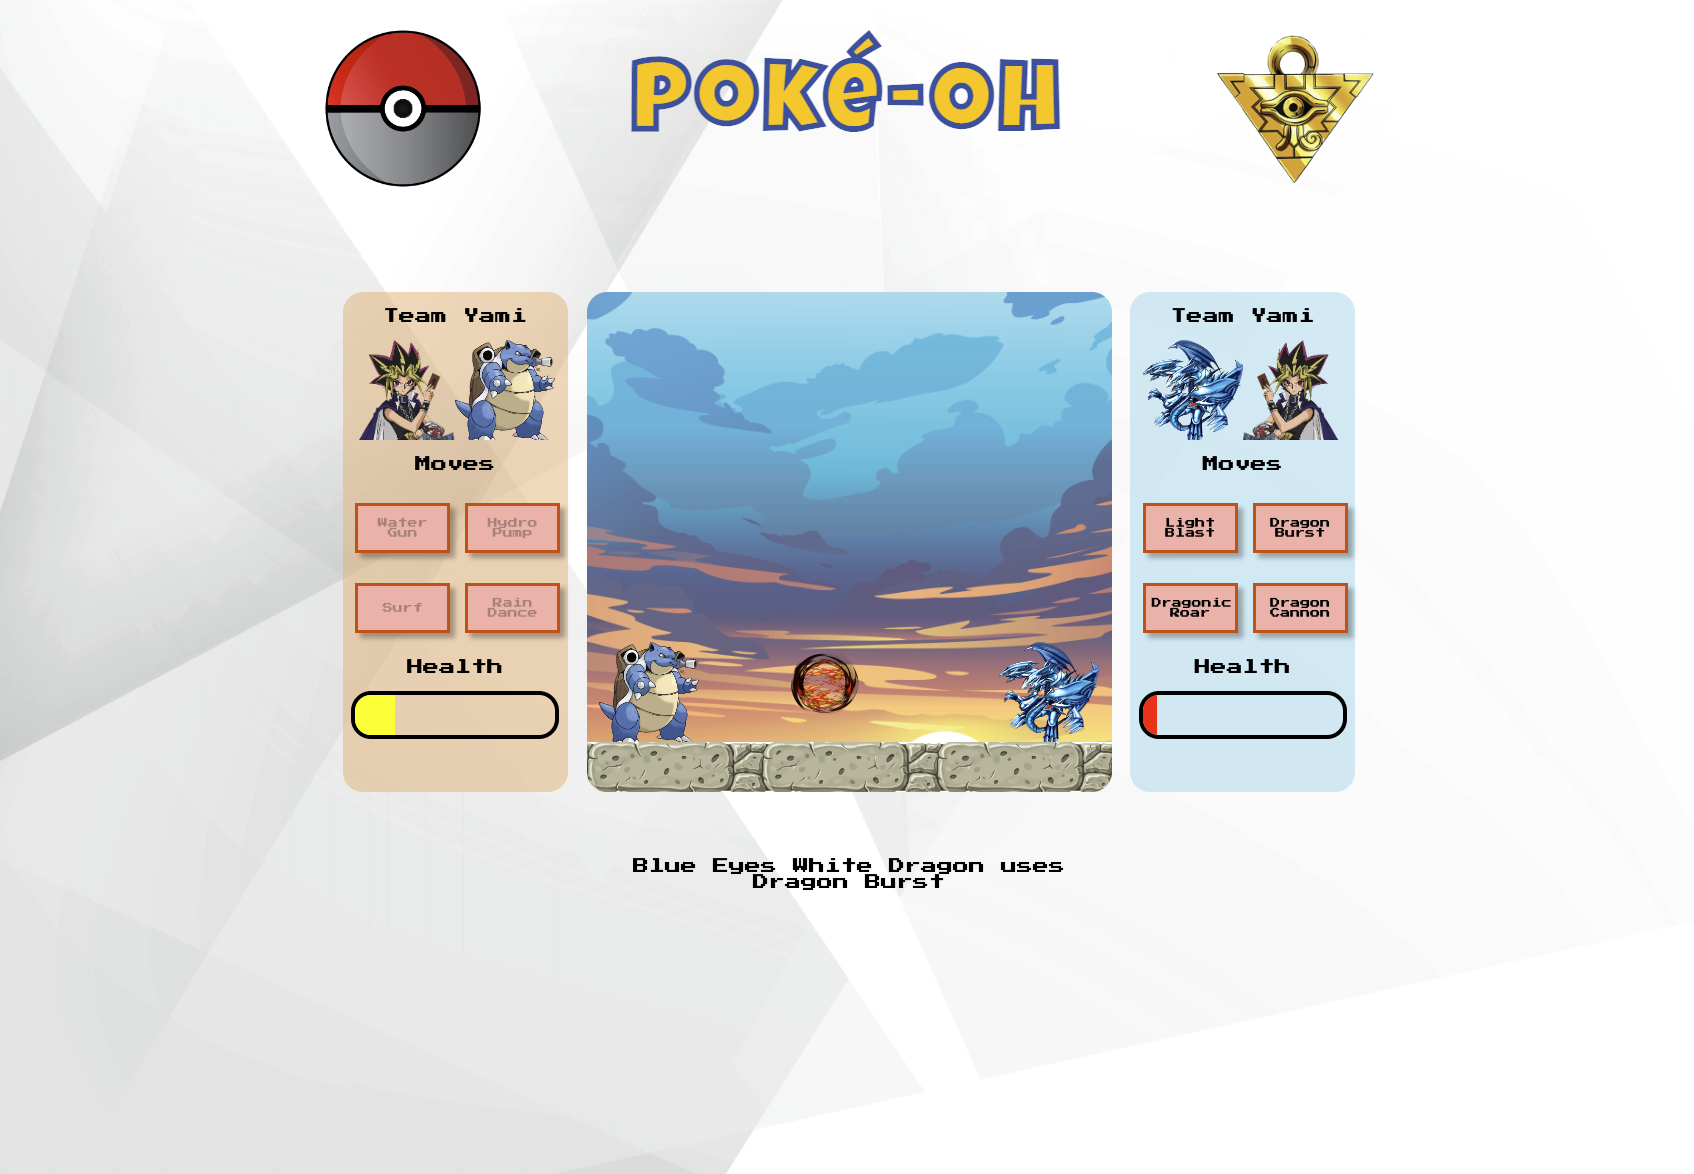 POKé-OH
Team Yami
Moves
Water
Gun
Hydro
Pump
Surf
Rain
Dance
Health
Team Yami
Moves
Light
Blast
Dragon
Burst
Dragonic
Roar
Dragon
Cannon
Health
Blue Eyes White Dragon uses
Dragon Burst